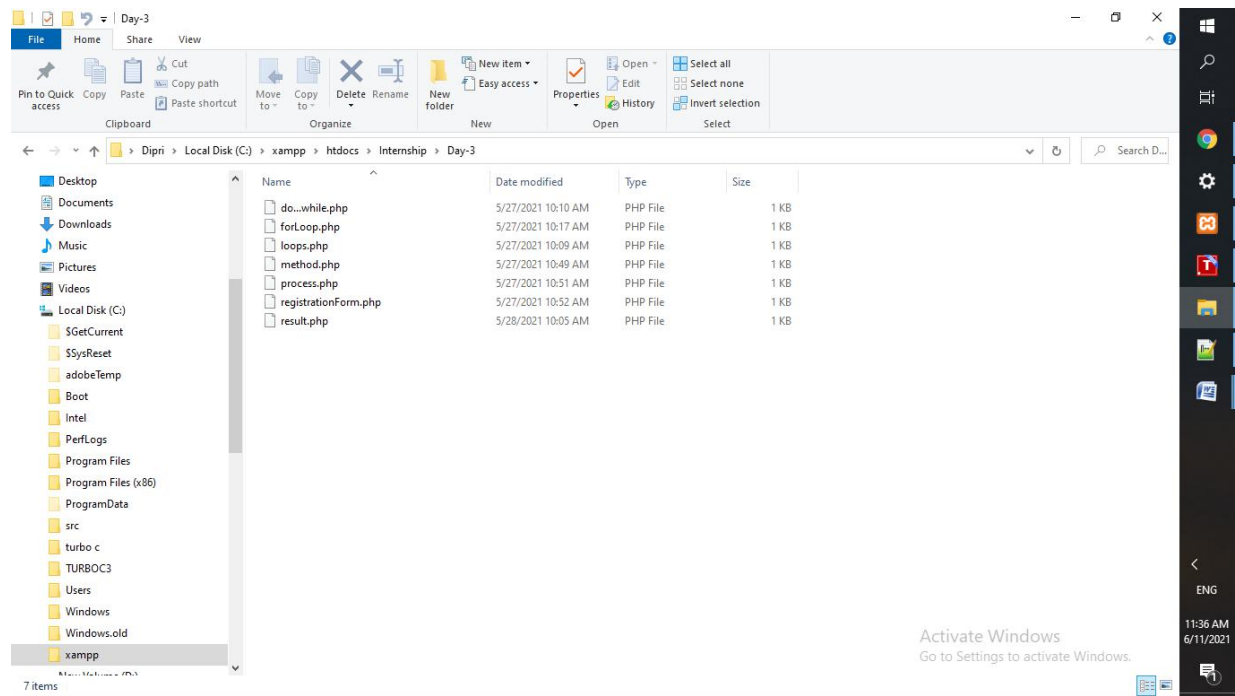 Day-3
File Home Share View
Pin to Quick access
Copy
Paste
Cut
Copy path
Paste shortcut
Clipboard
Move to
Copy to
Delete
Rename
Organize
New folder
New item
Easy access
New
Properties
Open
Edit
History
Open
Select all
Select none
Invert selection
Select
Dipri > Local Disk (C:) > xampp > htdocs > Internship > Day-3
Search D...
Desktop
Documents
Downloads
Music
Pictures
Videos
Local Disk (C:)
$GetCurrent
$SysReset
adobeTemp
Boot
Intel
PerfLogs
Program Files
Program Files (x86)
ProgramData
src
turbo c
TURBOC3
Users
Windows
Windows.old
xampp
Name Date modified Type Size
do...while.php 5/27/2021 10:10 AM PHP File 1 KB
forLoop.php 5/27/2021 10:17 AM PHP File 1 KB
loops.php 5/27/2021 10:09 AM PHP File 1 KB
method.php 5/27/2021 10:49 AM PHP File 1 KB
process.php 5/27/2021 10:51 AM PHP File 1 KB
registrationForm.php 5/27/2021 10:52 AM PHP File 1 KB
result.php 5/28/2021 10:05 AM PHP File 1 KB
Activate Windows
Go to Settings to activate Windows.
7 items
ENG
11:36 AM
6/11/2021
1